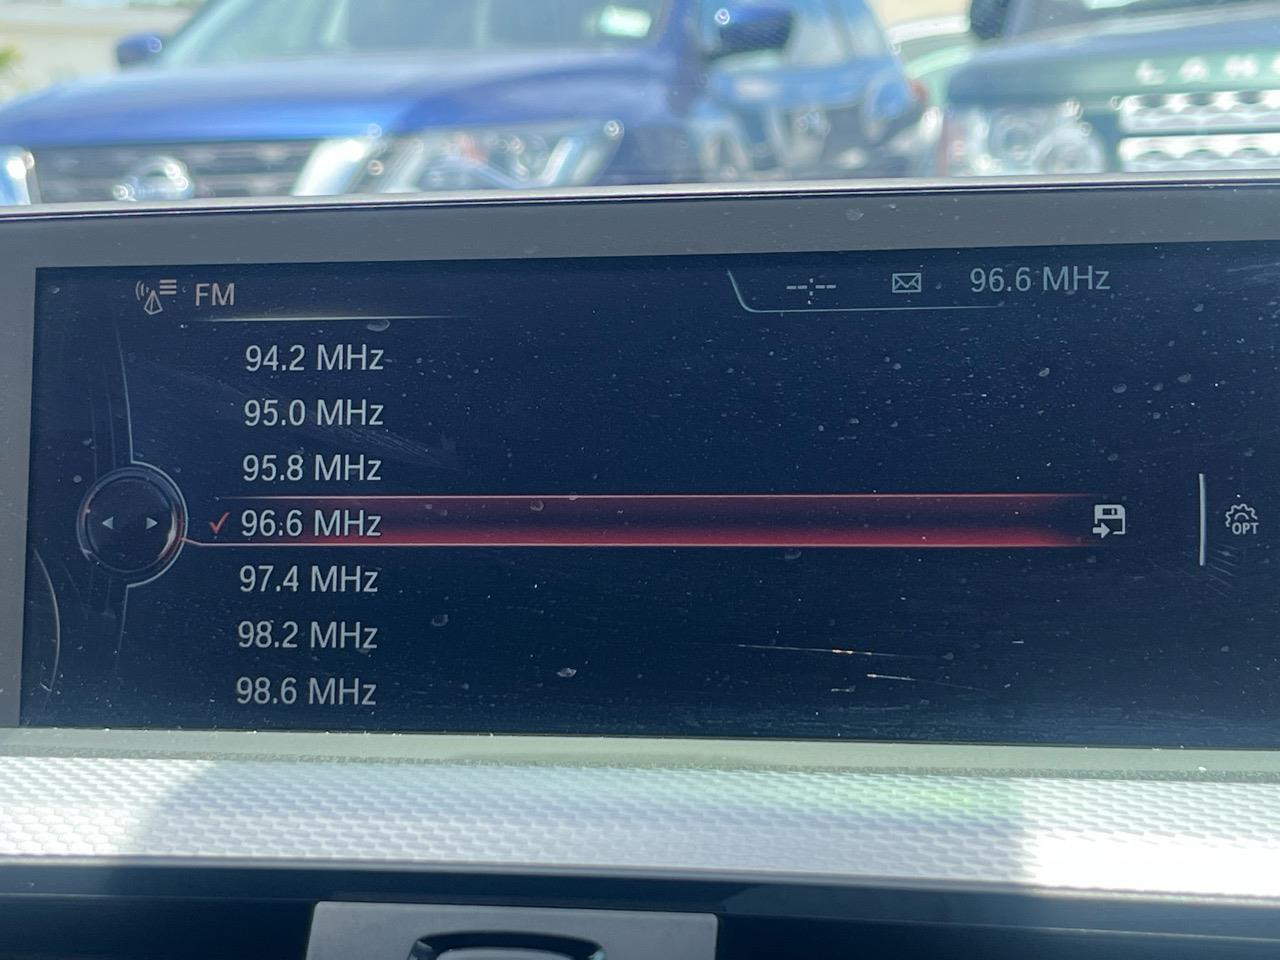 FM
--:-- 96.6 MHz
94.2 MHz
95.0 MHz
95.8 MHz
✓ 96.6 MHz
OPT
97.4 MHz
98.2 MHz
98.6 MHz